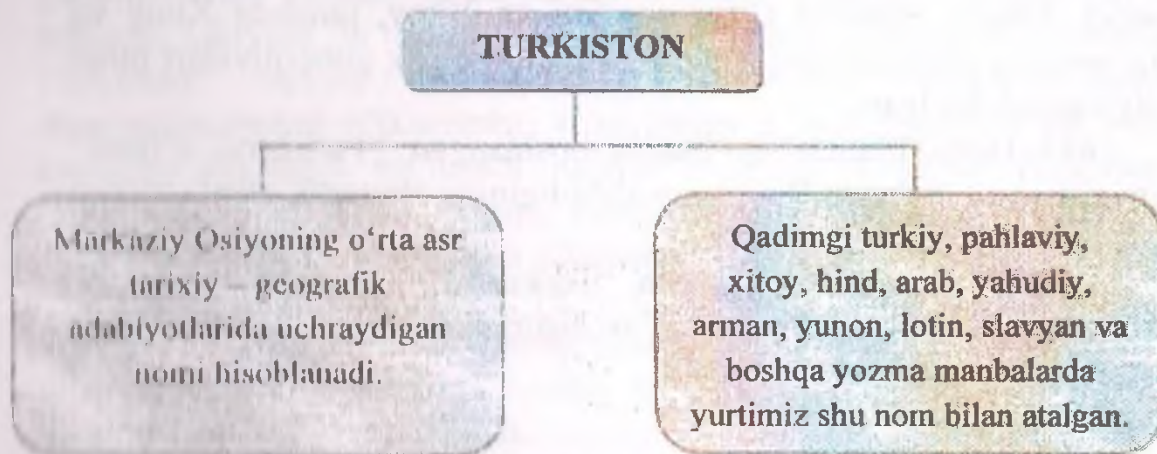 TURKISTON
Markaziy Osiyoning o‘rta asr
tarixiy – geografik
adabiyotlarida uchraydigan
nomi hisoblanadi.
Qadimgi turkiy, pahlaviy,
xitoy, hind, arab, yahudiy,
arman, yunon, lotin, slavyan va
boshqa yozma manbalarda
yurtimiz shu nom bilan atalgan.